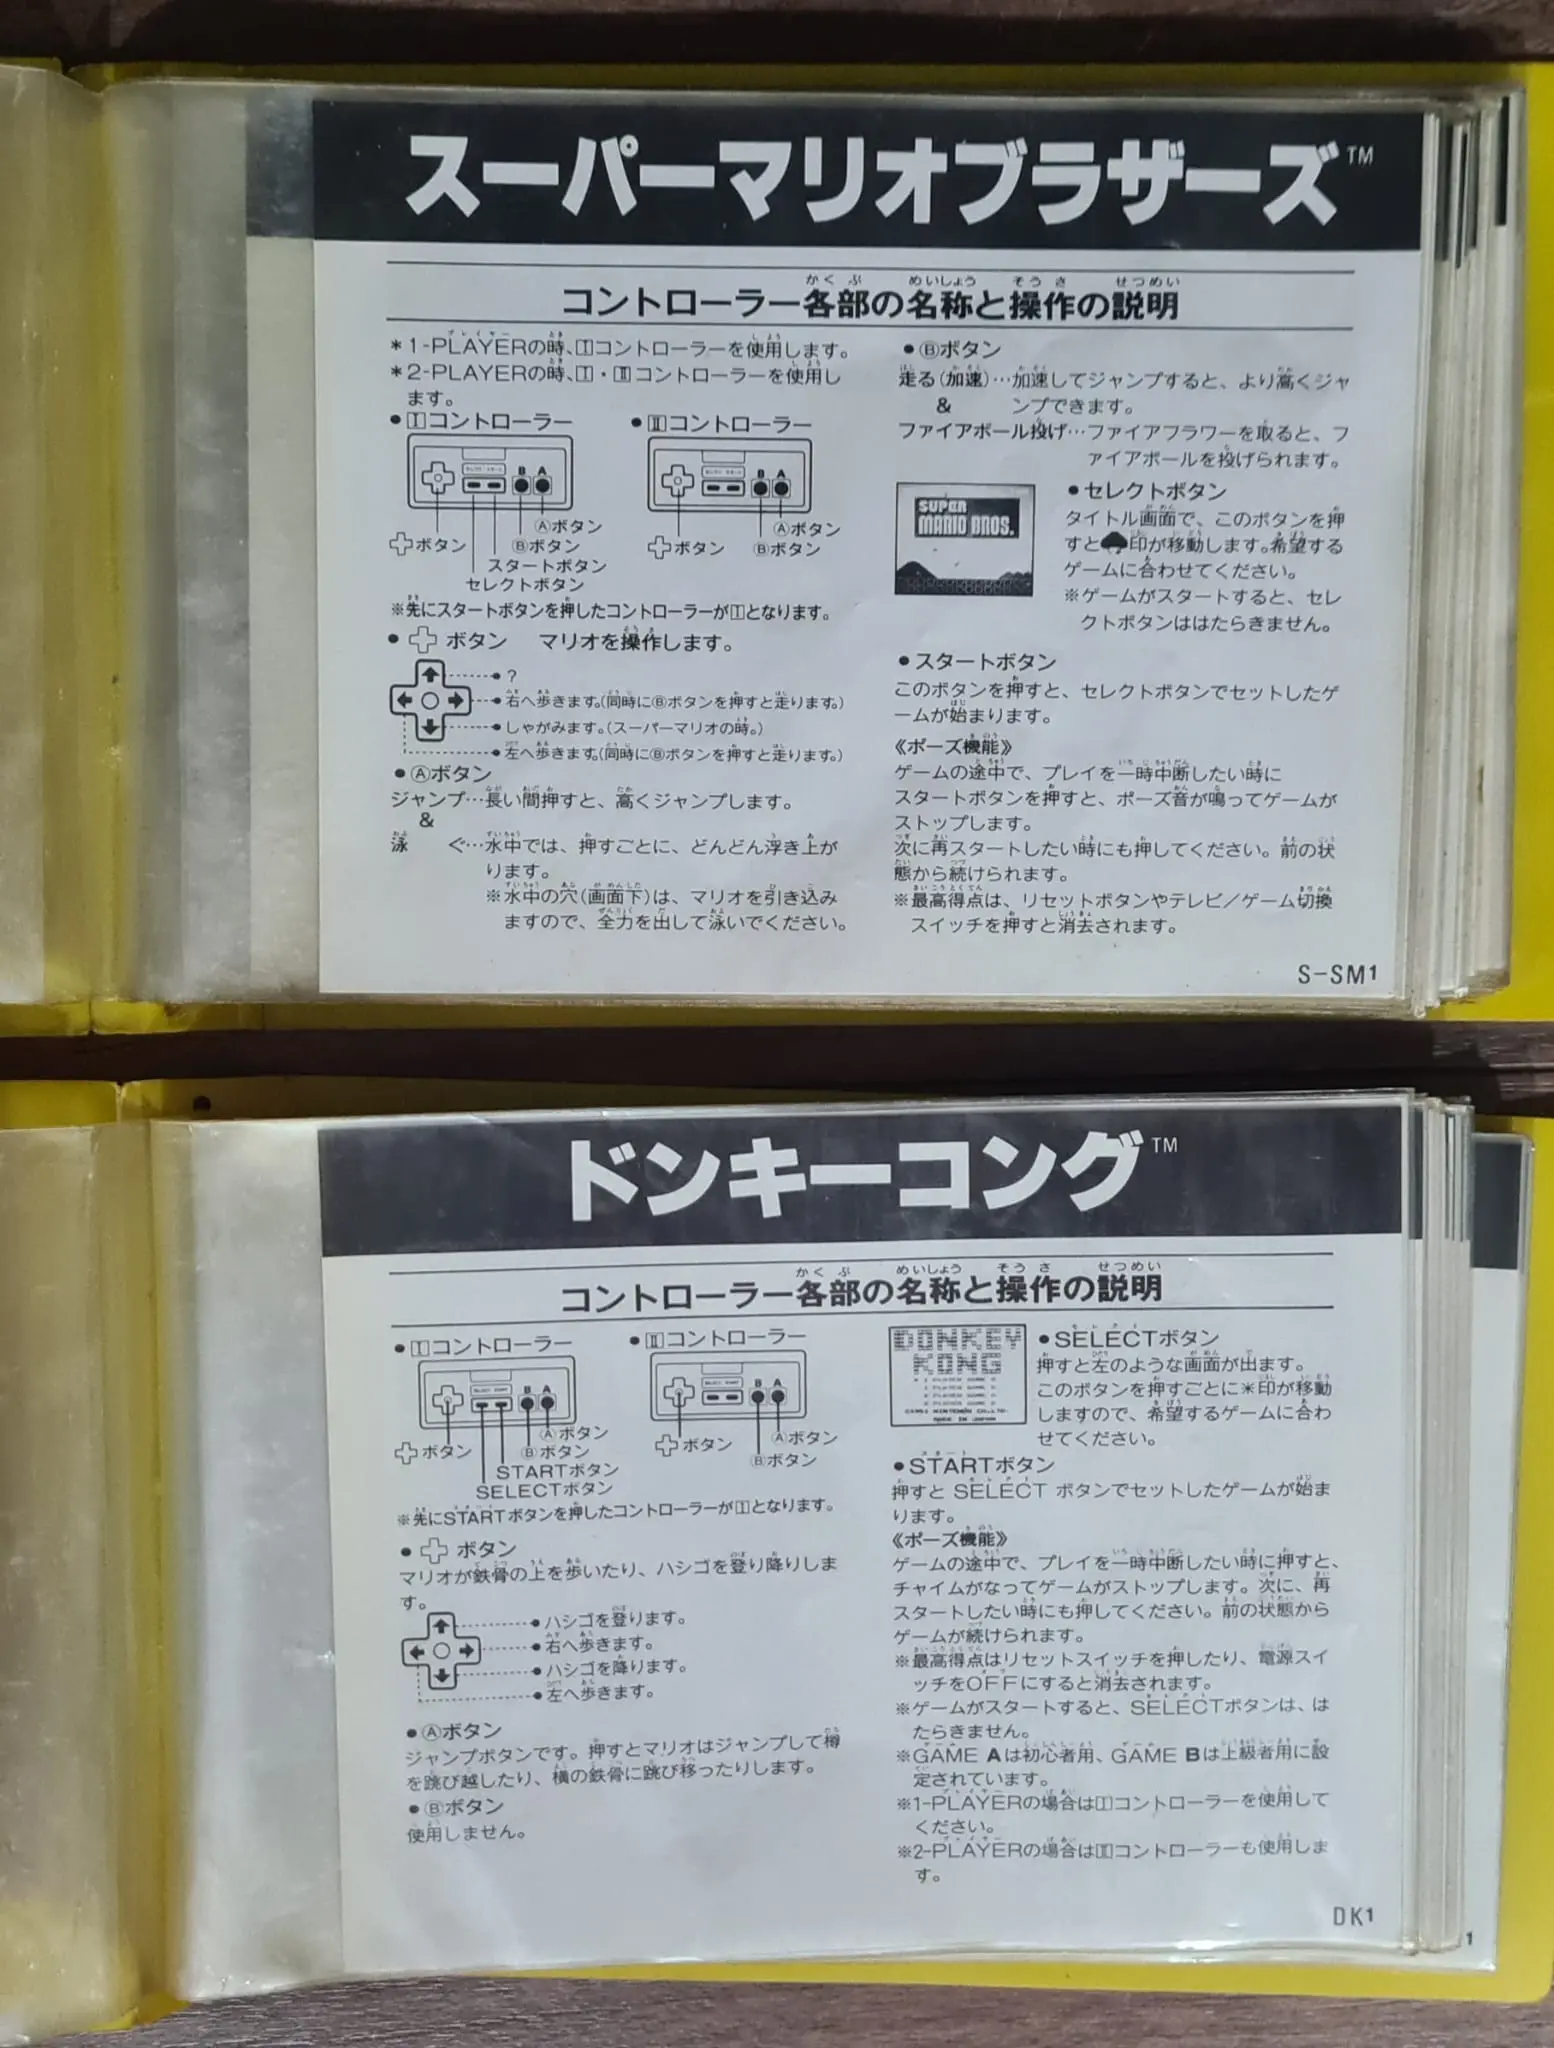 スーパーマリオブラザーズ™
コントローラー各部の名称と操作の説明
かくぶ めいしょう そうさ せつめい
＊1-PLAYERの時、Ⅰコントローラーを使用します。
＊2-PLAYERの時、Ⅰ・Ⅱコントローラーを使用し
ます。
●Ⅰコントローラー
●Ⅱコントローラー
B A
B A
Ⓐボタン
十ボタン
Ⓑボタン
スタートボタン
セレクトボタン
Ⓐボタン
十ボタン
Ⓑボタン
※先にスタートボタンを押したコントローラーがⅠとなります。
●十ボタン マリオを操作します。
●?
●右へ歩きます。(同時にⒷボタンを押すと走ります。)
●しゃがみます。(スーパーマリオの時。)
●左へ歩きます。(同時にⒷボタンを押すと走ります。)
●Ⓐボタン
ジャンプ…長い間押すと、高くジャンプします。
&
泳 ぐ…水中では、押すごとに、どんどん浮き上が
ります。
※水中の穴(画面下)は、マリオを引き込み
ますので、全力を出して泳いでください。
●Ⓑボタン
走る(加速)…加速してジャンプすると、より高くジャ
& ンプできます。
ファイアボール投げ…ファイアフラワーを取ると、フ
ァイアボールを投げられます。
SUPER
MARIO BROS.
●セレクトボタン
タイトル画面で、このボタンを押
すと印が移動します。希望する
ゲームに合わせてください。
※ゲームがスタートすると、セレ
クトボタンははたらきません。
●スタートボタン
このボタンを押すと、セレクトボタンでセットしたゲ
ームが始まります。
《ポーズ機能》
ゲームの途中で、プレイを一時中断したい時に
スタートボタンを押すと、ポーズ音が鳴ってゲームが
ストップします。
次に再スタートしたい時にも押してください。前の状
態から続けられます。
※最高得点は、リセットボタンやテレビ/ゲーム切換
スイッチを押すと消去されます。
S-SM1
ドンキーコング™
コントローラー各部の名称と操作の説明
かくぶ めいしょう そうさ せつめい
●Ⅰコントローラー
●Ⅱコントローラー
SELECT START
B A
SELECT START
B A
Ⓐボタン
十ボタン
Ⓑボタン
STARTボタン
SELECTボタン
Ⓐボタン
十ボタン
Ⓑボタン
※先にSTARTボタンを押したコントローラーがⅠとなります。
●十ボタン
マリオが鉄骨の上を歩いたり、ハシゴを登り降りしま
す。
●ハシゴを登ります。
●右へ歩きます。
●ハシゴを降ります。
●左へ歩きます。
●Ⓐボタン
ジャンプボタンです。押すとマリオはジャンプして樽
を跳び越したり、横の鉄骨に跳び移ったりします。
●Ⓑボタン
使用しません。
DONKEY
KONG
●SELECTボタン
押すと左のような画面が出ます。
このボタンを押すごとに＊印が移動
しますので、希望するゲームに合わ
せてください。
●STARTボタン
押すと SELECT ボタンでセットしたゲームが始ま
ります。
《ポーズ機能》
ゲームの途中で、プレイを一時中断したい時に押すと、
チャイムがなってゲームがストップします。次に、再
スタートしたい時にも押してください。前の状態から
ゲームが続けられます。
※最高得点はリセットスイッチを押したり、電源スイ
ッチをOFFにすると消去されます。
※ゲームがスタートすると、SELECTボタンは、は
たらきません。
※GAME Aは初心者用、GAME Bは上級者用に設
定されています。
※1-PLAYERの場合はⅠコントローラーを使用して
ください。
※2-PLAYERの場合はⅡコントローラーも使用しま
す。
DK1
1